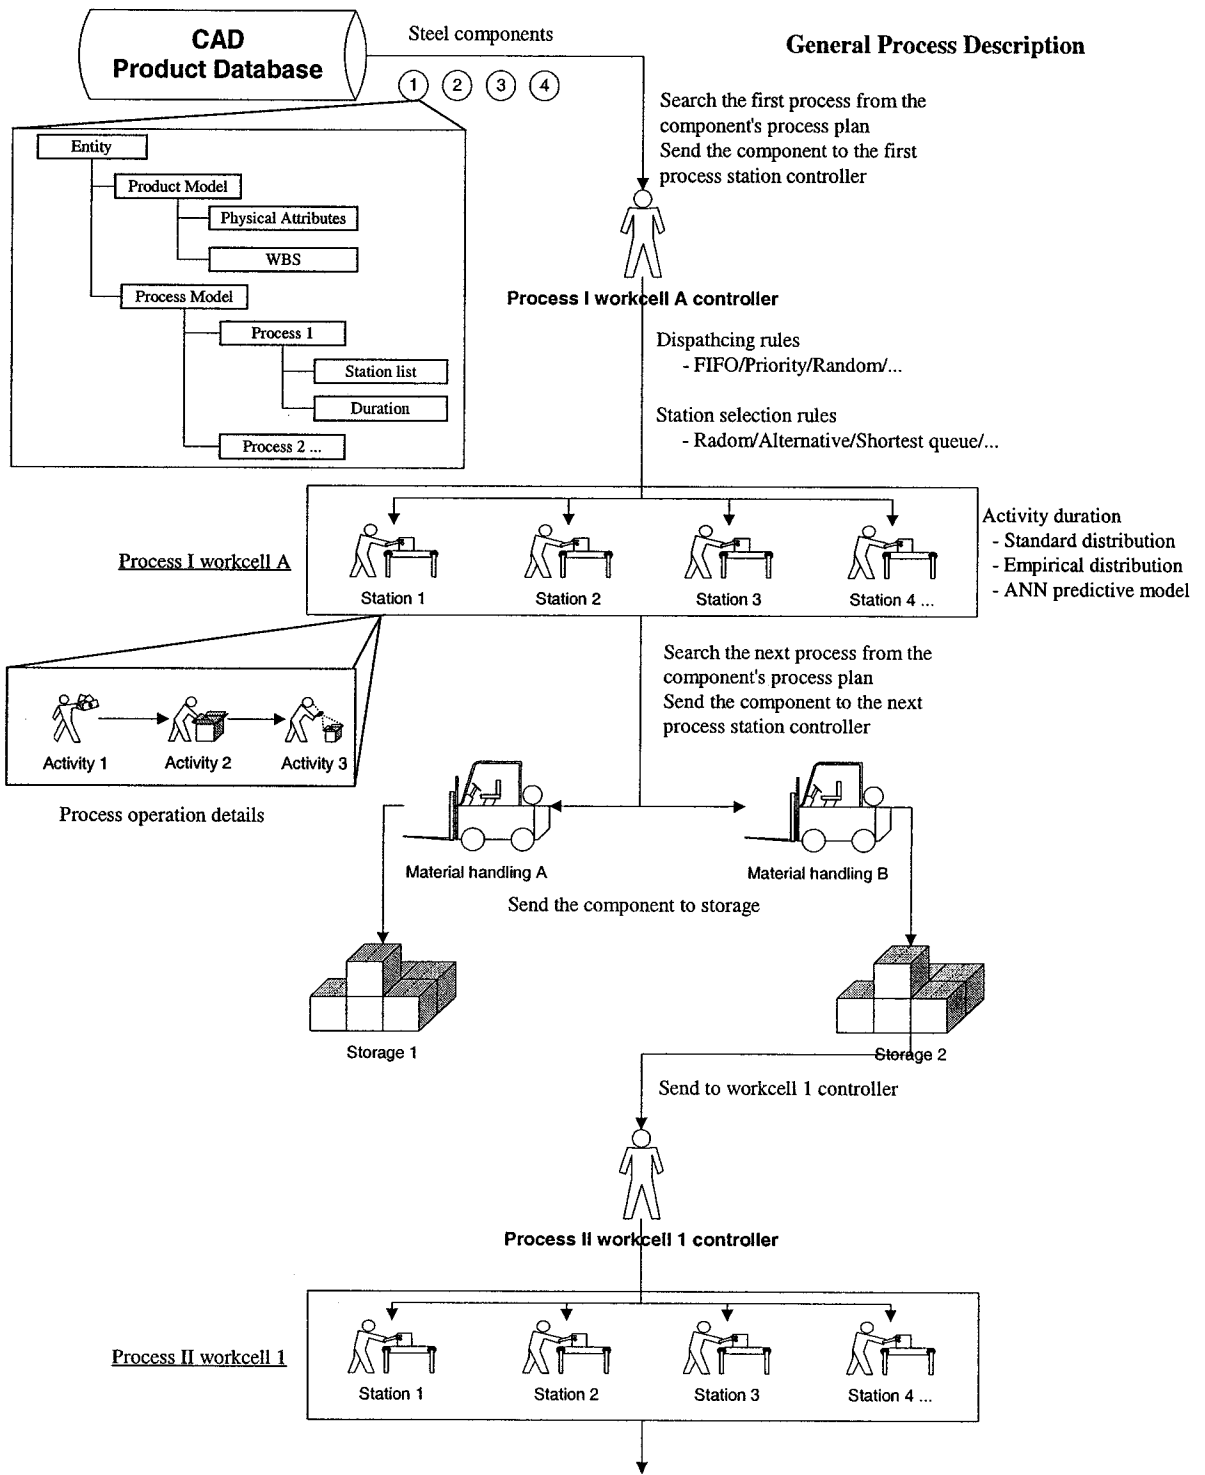 CAD
Product Database
Steel components
General Process Description
1 2 3 4
Search the first process from the
component's process plan
Send the component to the first
process station controller
Entity
Product Model
Physical Attributes
WBS
Process Model
Process 1
Station list
Duration
Process 2 ...
Process I workcell A controller
Dispathcing rules
- FIFO/Priority/Random/...
Station selection rules
- Radom/Alternative/Shortest queue/...
Process I workcell A
Station 1
Station 2
Station 3
Station 4 ...
Activity duration
- Standard distribution
- Empirical distribution
- ANN predictive model
Activity 1
Activity 2
Activity 3
Process operation details
Search the next process from the
component's process plan
Send the component to the next
process station controller
Material handling A
Material handling B
Send the component to storage
Storage 1
Storage 2
Send to workcell 1 controller
Process II workcell 1 controller
Process II workcell 1
Station 1
Station 2
Station 3
Station 4 ...